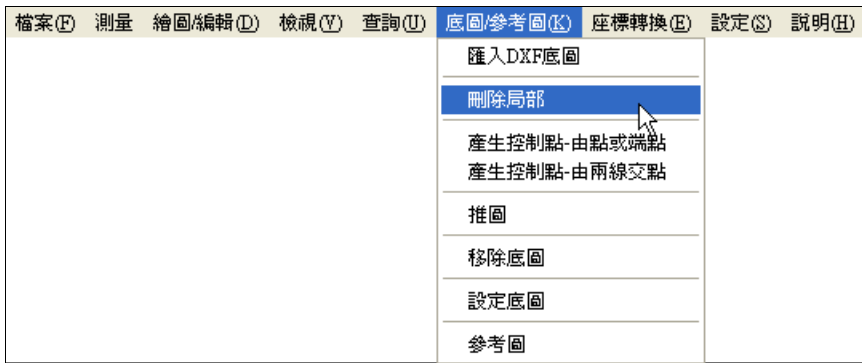 檔案(F) 測量 繪圖/編輯(D) 檢視(V) 查詢(U) 底圖/參考圖(K) 座標轉換(E) 設定(S) 說明(H)
匯入DXF底圖
刪除局部
產生控制點-由點或端點
產生控制點-由兩線交點
推圖
移除底圖
設定底圖
參考圖